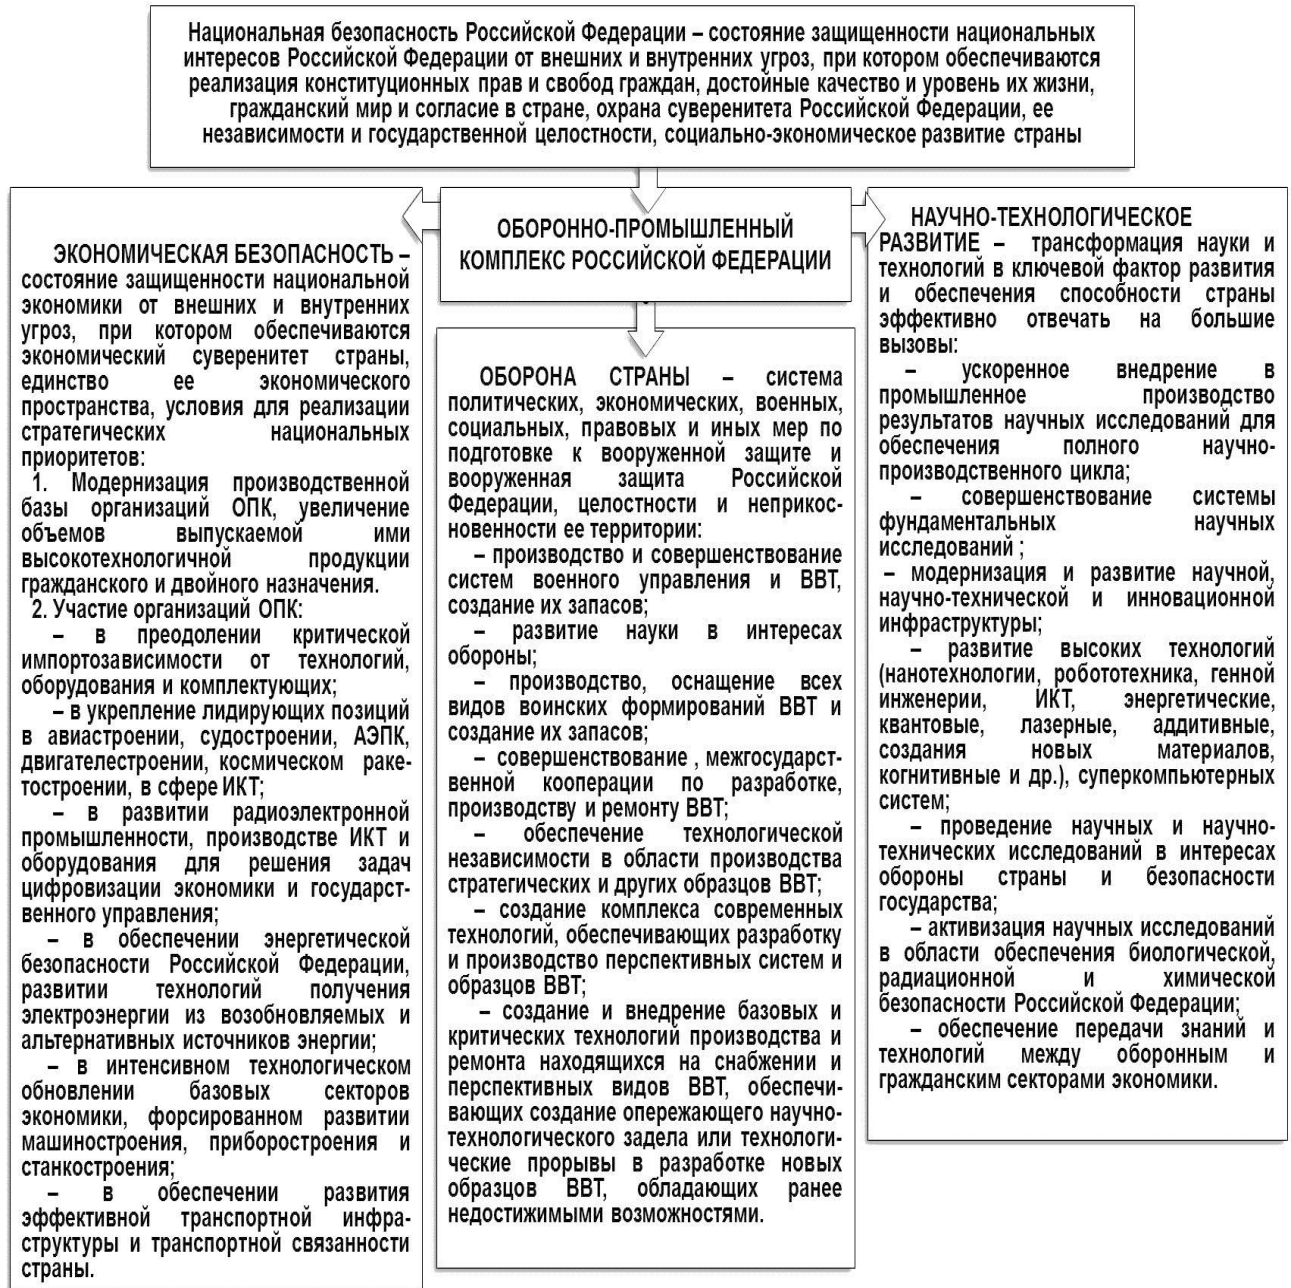 Национальная безопасность Российской Федерации – состояние защищенности национальных
интересов Российской Федерации от внешних и внутренних угроз, при котором обеспечиваются
реализация конституционных прав и свобод граждан, достойные качество и уровень их жизни,
гражданский мир и согласие в стране, охрана суверенитета Российской Федерации, ее
независимости и государственной целостности, социально-экономическое развитие страны
ЭКОНОМИЧЕСКАЯ БЕЗОПАСНОСТЬ –
состояние защищенности национальной
экономики от внешних и внутренних
угроз, при котором обеспечиваются
экономический суверенитет страны,
единство ее экономического
пространства, условия для реализации
стратегических национальных
приоритетов:
1. Модернизация производственной
базы организаций ОПК, увеличение
объемов выпускаемой ими
высокотехнологичной продукции
гражданского и двойного назначения.
2. Участие организаций ОПК:
– в преодолении критической
импортозависимости от технологий,
оборудования и комплектующих;
– в укрепление лидирующих позиций
в авиастроении, судостроении, АЭПК,
двигателестроении, космическом раке-
тостроении, в сфере ИКТ;
– в развитии радиоэлектронной
промышленности, производстве ИКТ и
оборудования для решения задач
цифровизации экономики и государст-
венного управления;
– в обеспечении энергетической
безопасности Российской Федерации,
развитии технологий получения
электроэнергии из возобновляемых и
альтернативных источников энергии;
– в интенсивном технологическом
обновлении базовых секторов
экономики, форсированном развитии
машиностроения, приборостроения и
станкостроения;
– в обеспечении развития
эффективной транспортной инфра-
структуры и транспортной связанности
страны.
ОБОРОННО-ПРОМЫШЛЕННЫЙ
КОМПЛЕКС РОССИЙСКОЙ ФЕДЕРАЦИИ
ОБОРОНА СТРАНЫ – система
политических, экономических, военных,
социальных, правовых и иных мер по
подготовке к вооруженной защите и
вооруженная защита Российской
Федерации, целостности и неприкос-
новенности ее территории:
– производство и совершенствование
систем военного управления и ВВТ,
создание их запасов;
– развитие науки в интересах
обороны;
– производство, оснащение всех
видов воинских формирований ВВТ и
создание их запасов;
– совершенствование , межгосударст-
венной кооперации по разработке,
производству и ремонту ВВТ;
– обеспечение технологической
независимости в области производства
стратегических и других образцов ВВТ;
– создание комплекса современных
технологий, обеспечивающих разработку
и производство перспективных систем и
образцов ВВТ;
– создание и внедрение базовых и
критических технологий производства и
ремонта находящихся на снабжении и
перспективных видов ВВТ, обеспечи-
вающих создание опережающего научно-
технологического задела или технологи-
ческие прорывы в разработке новых
образцов ВВТ, обладающих ранее
недостижимыми возможностями.
НАУЧНО-ТЕХНОЛОГИЧЕСКОЕ
РАЗВИТИЕ – трансформация науки и
технологий в ключевой фактор развития
и обеспечения способности страны
эффективно отвечать на большие
вызовы:
– ускоренное внедрение в
промышленное производство
результатов научных исследований для
обеспечения полного научно-
производственного цикла;
– совершенствование системы
фундаментальных научных
исследований ;
– модернизация и развитие научной,
научно-технической и инновационной
инфраструктуры;
– развитие высоких технологий
(нанотехнологии, робототехника, генной
инженерии, ИКТ, энергетические,
квантовые, лазерные, аддитивные,
создания новых материалов,
когнитивные и др.), суперкомпьютерных
систем;
– проведение научных и научно-
технических исследований в интересах
обороны страны и безопасности
государства;
– активизация научных исследований
в области обеспечения биологической,
радиационной и химической
безопасности Российской Федерации;
– обеспечение передачи знаний и
технологий между оборонным и
гражданским секторами экономики.